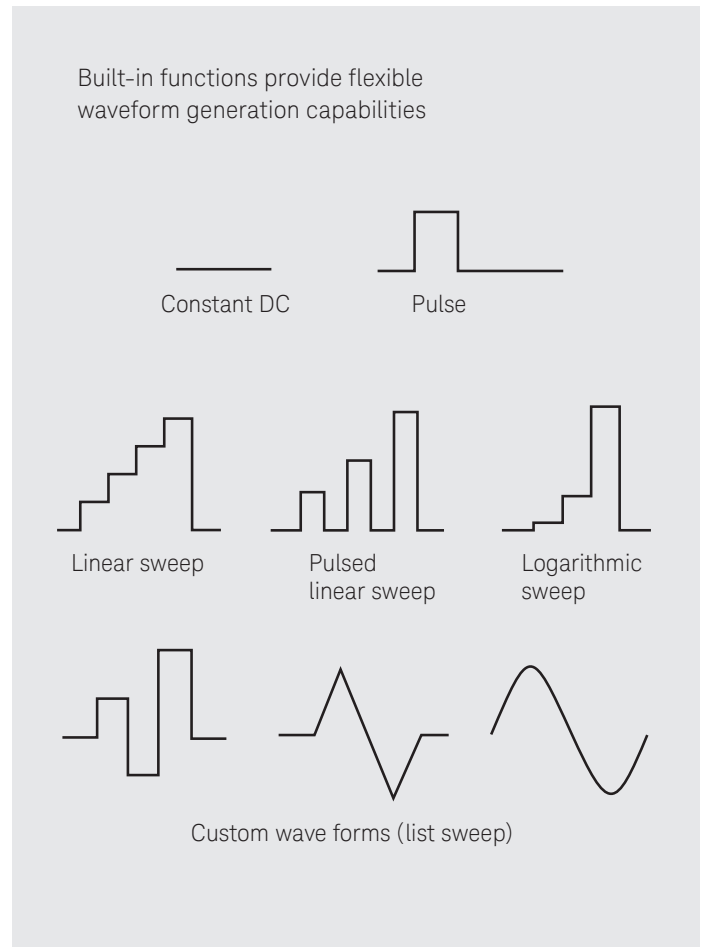 Built-in functions provide flexible
waveform generation capabilities
Constant DC
Pulse
Linear sweep
Pulsed
linear sweep
Logarithmic
sweep
Custom wave forms (list sweep)